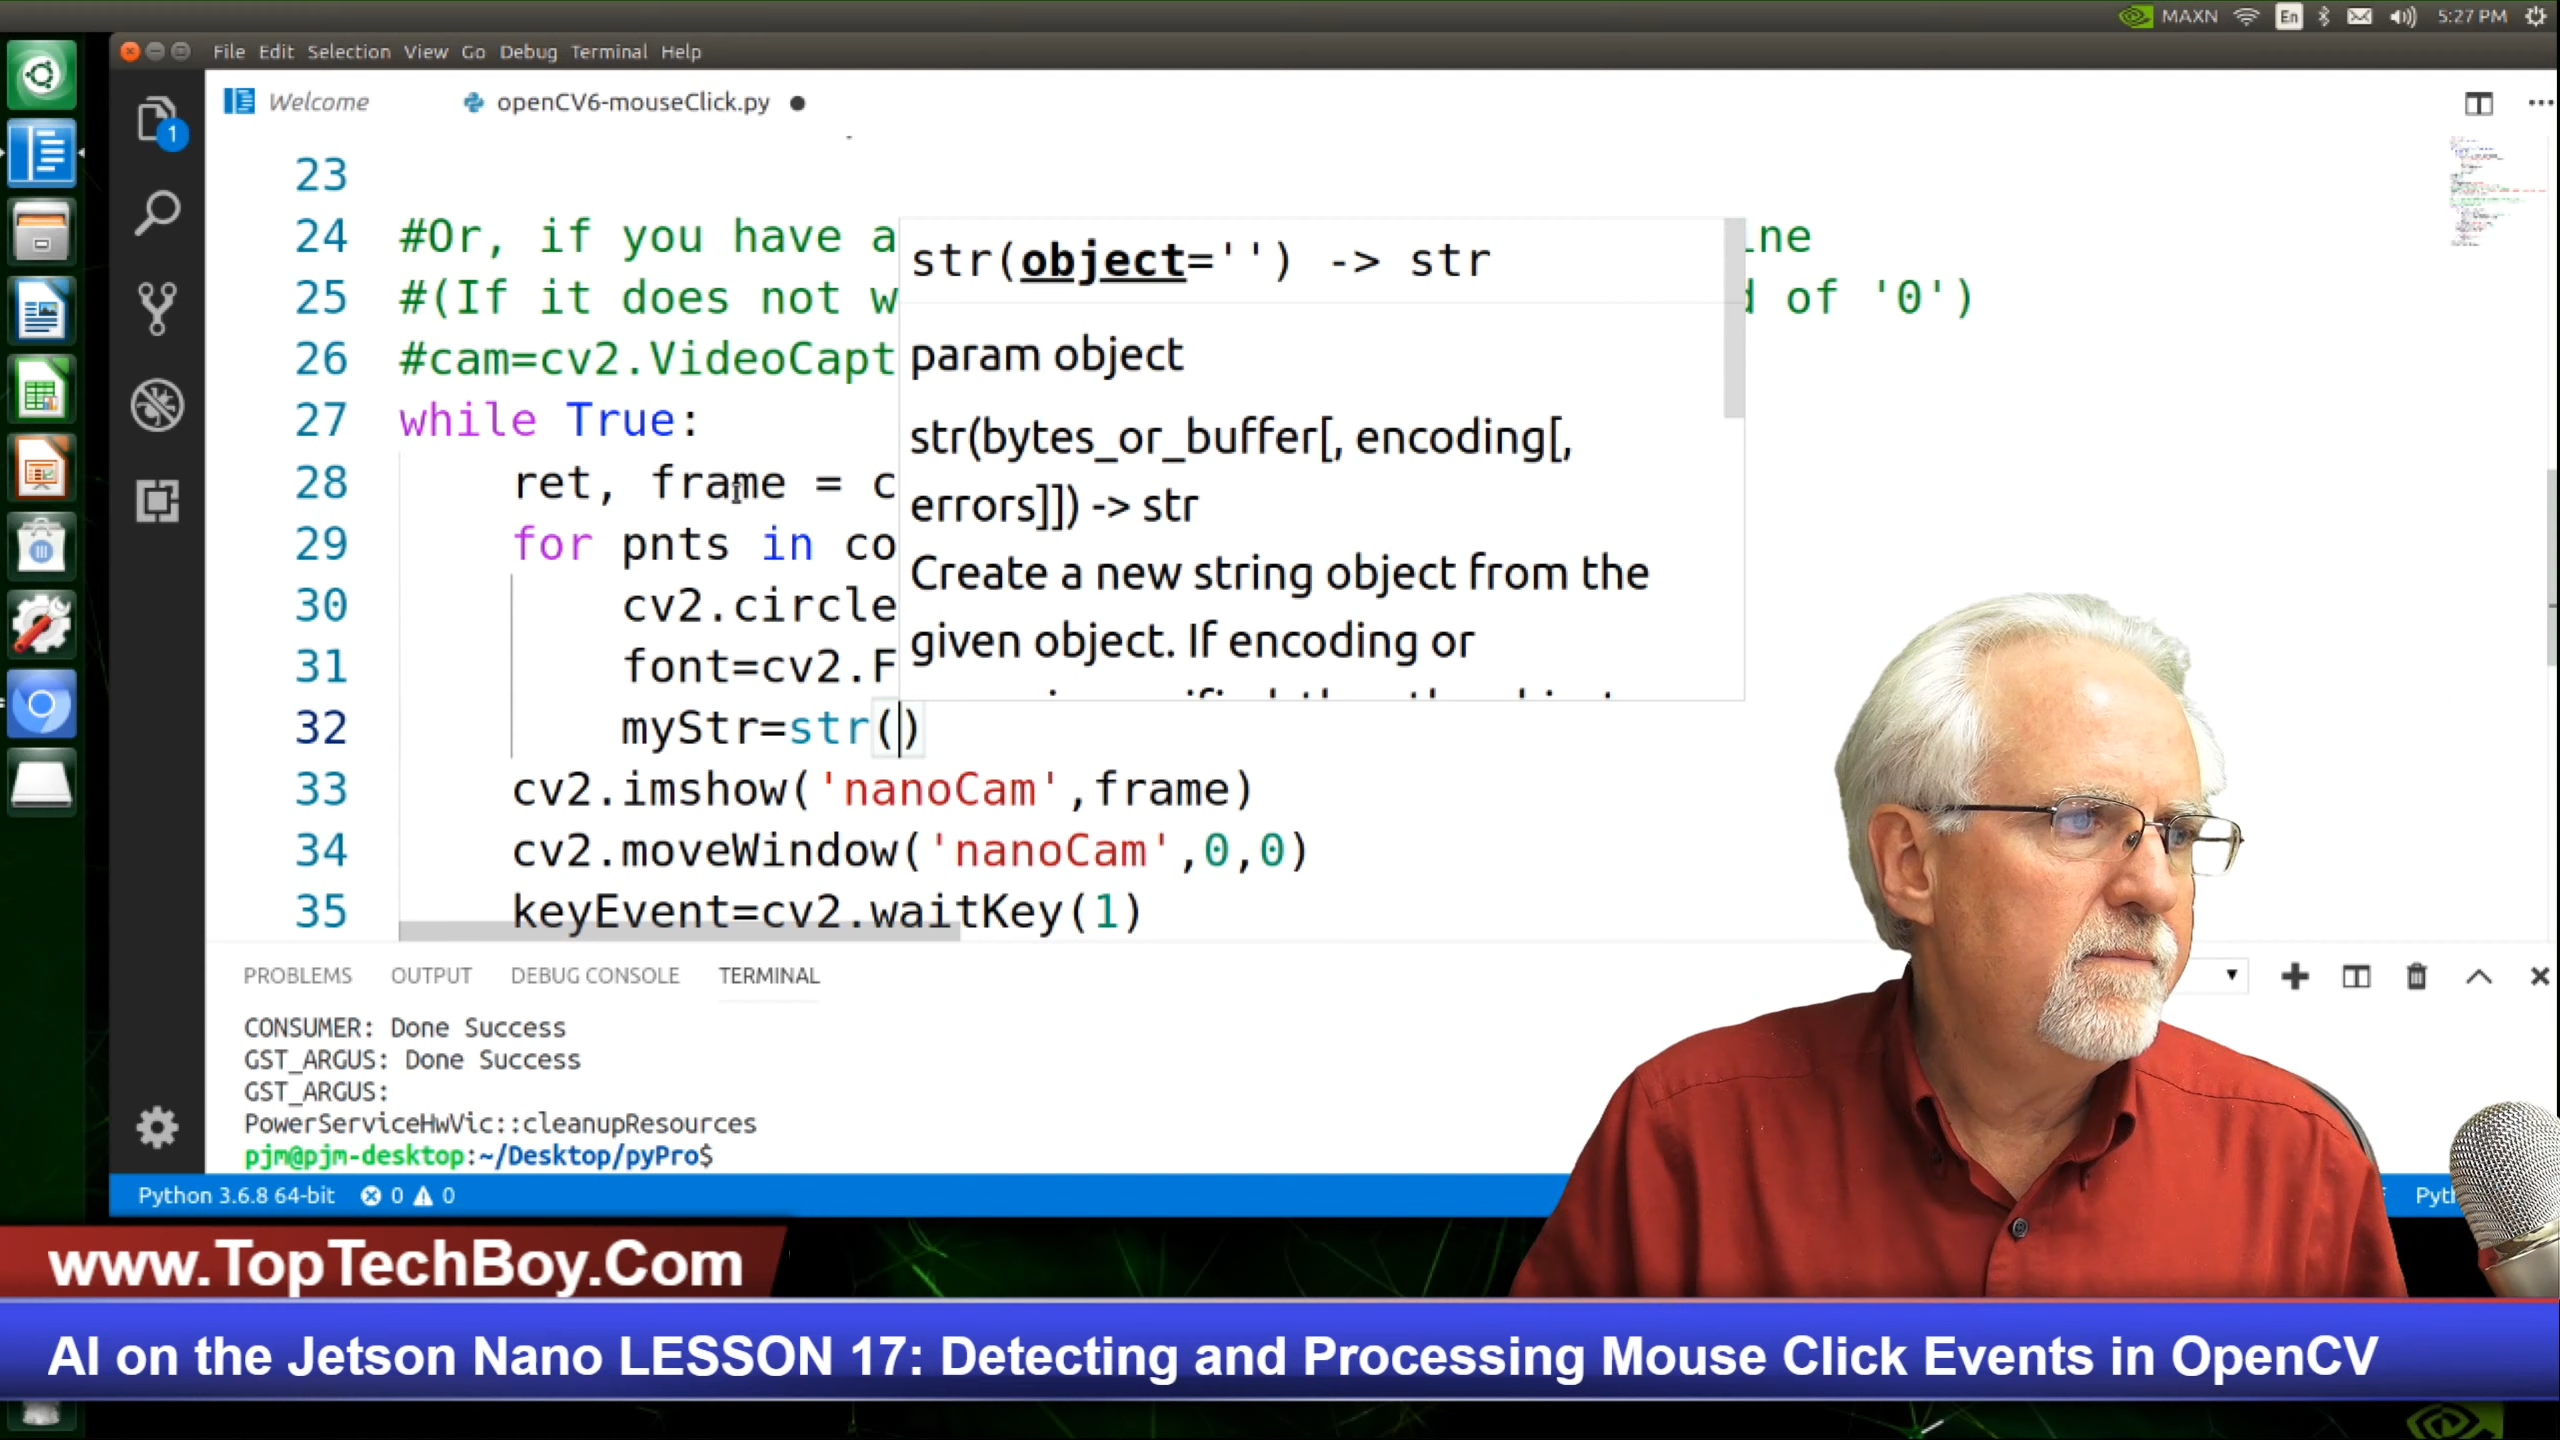 MAXN En 5:27 PM
File Edit Selection View Go Debug Terminal Help
Welcome openCV6-mouseClick.py
1
23
24 #Or, if you have a ine
25 #(If it does not w d of '0')
26 #cam=cv2.VideoCapt
27 while True:
28 ret, frame = c
29 for pnts in co
30 cv2.circle
31 font=cv2.F
32 myStr=str()
33 cv2.imshow('nanoCam',frame)
34 cv2.moveWindow('nanoCam',0,0)
35 keyEvent=cv2.waitKey(1)
str(object='') -> str
param object
str(bytes_or_buffer[, encoding[,
errors]]) -> str
Create a new string object from the
given object. If encoding or
PROBLEMS OUTPUT DEBUG CONSOLE TERMINAL
CONSUMER: Done Success
GST_ARGUS: Done Success
GST_ARGUS:
PowerServiceHwVic::cleanupResources
pjm@pjm-desktop:~/Desktop/pyPro$
Python 3.6.8 64-bit 0 0 Pyt
www.TopTechBoy.Com
AI on the Jetson Nano LESSON 17: Detecting and Processing Mouse Click Events in OpenCV